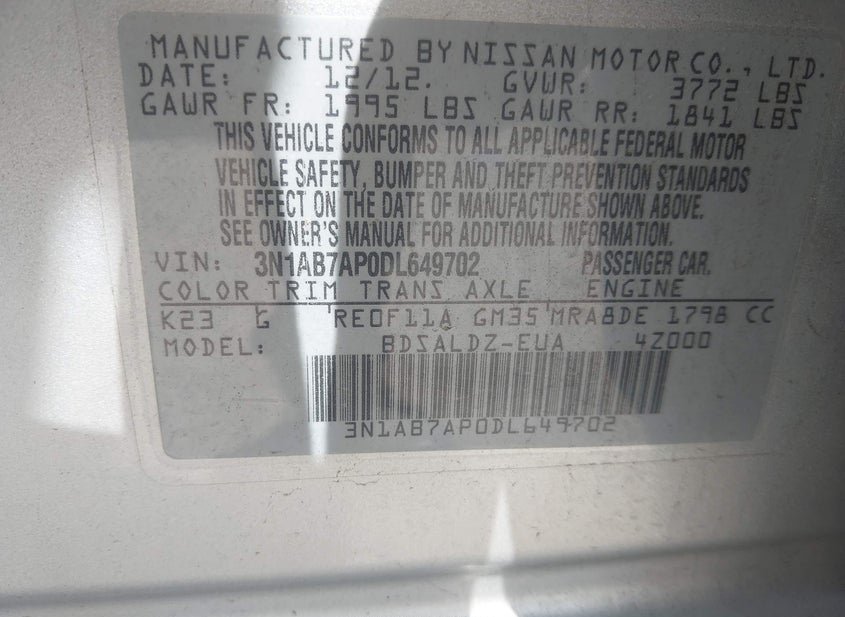 MANUFACTURED BY NISSAN MOTOR CO., LTD.
DATE: 12/12. GVWR: 3772 LBS
GAWR FR: 1995 LBS GAWR RR: 1841 LBS
THIS VEHICLE CONFORMS TO ALL APPLICABLE FEDERAL MOTOR
VEHICLE SAFETY, BUMPER AND THEFT PREVENTION STANDARDS
IN EFFECT ON THE DATE OF MANUFACTURE SHOWN ABOVE.
SEE OWNER'S MANUAL FOR ADDITIONAL INFORMATION.
VIN: 3N1AB7AP0DL649702 PASSENGER CAR.
COLOR TRIM TRANS AXLE ENGINE
K23 G RE0F11A GM35 MRA8DE 1798 CC
MODEL: BDSALDZ-EUA 4Z000
3N1AB7AP0DL649702